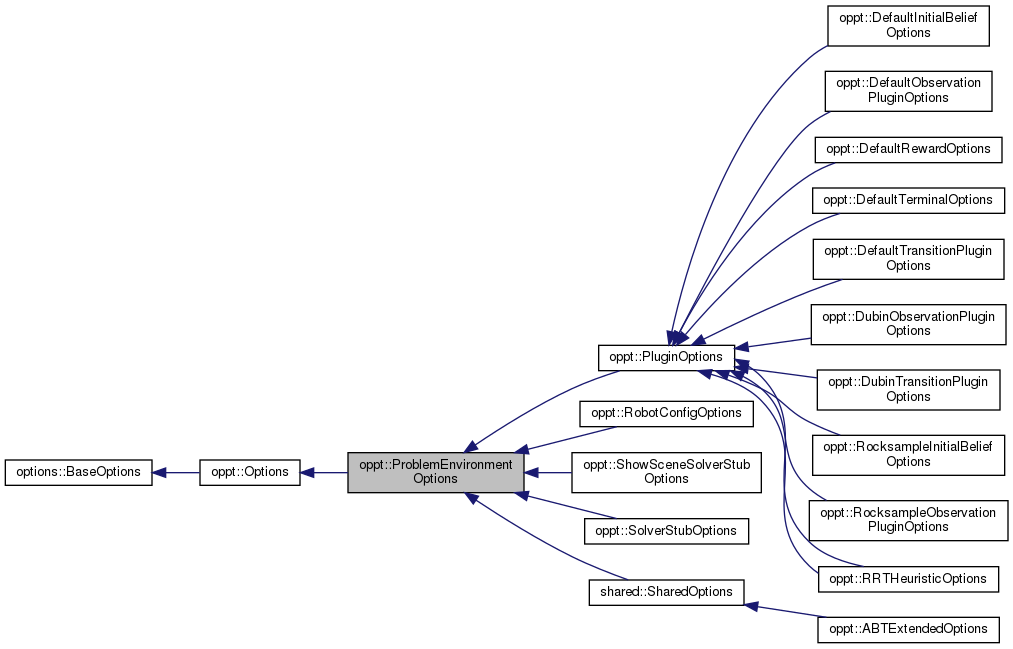 options::BaseOptions
oppt::Options
oppt::ProblemEnvironment
Options
oppt::PluginOptions
oppt::RobotConfigOptions
oppt::ShowSceneSolverStub
Options
oppt::SolverStubOptions
shared::SharedOptions
oppt::DefaultInitialBelief
Options
oppt::DefaultObservation
PluginOptions
oppt::DefaultRewardOptions
oppt::DefaultTerminalOptions
oppt::DefaultTransitionPlugin
Options
oppt::DubinObservationPlugin
Options
oppt::DubinTransitionPlugin
Options
oppt::RocksampleInitialBelief
Options
oppt::RocksampleObservation
PluginOptions
oppt::RRTHeuristicOptions
oppt::ABTExtendedOptions